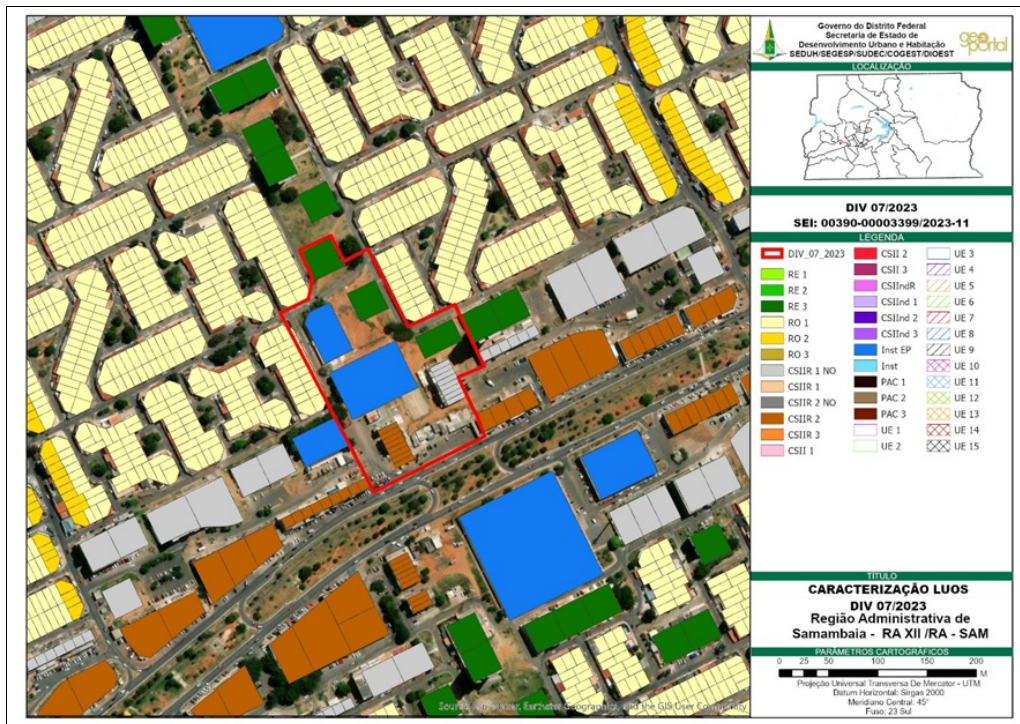 Governo do Distrito Federal
Secretaria de Estado de
Desenvolvimento Urbano e Habitação
SEDUH/SEGESP/SUDEC/COGEST/DIOEST
geo
portal
LOCALIZAÇÃO
DIV 07/2023
SEI: 00390-00003399/2023-11
LEGENDA
DIV_07_2023
RE 1
RE 2
RE 3
RO 1
RO 2
RO 3
CSIIR 1 NO
CSIIR 1
CSIIR 2 NO
CSIIR 2
CSIIR 3
CSII 1
CSII 2
CSII 3
CSIIndR
CSIInd 1
CSIInd 2
CSIInd 3
Inst EP
Inst
PAC 1
PAC 2
PAC 3
UE 1
UE 2
UE 3
UE 4
UE 5
UE 6
UE 7
UE 8
UE 9
UE 10
UE 11
UE 12
UE 13
UE 14
UE 15
TÍTULO
CARACTERIZAÇÃO LUOS
DIV 07/2023
Região Administrativa de
Samambaia - RA XII /RA - SAM
PARÂMETROS CARTOGRÁFICOS
0 25 50 100 150 200
M
Projeção Universal Transversa De Mercator - UTM
Datum Horizontal: Sirgas 2000
Meridiano Central: 45°
Fuso: 23 Sul
Source: Earthstar Geographics, and the GIS User Community